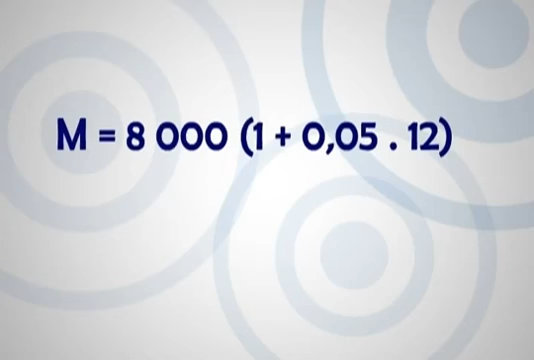 M = 8 000 (1 + 0,05 . 12)